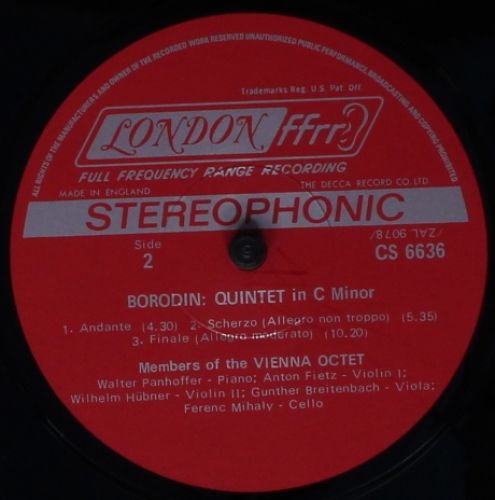 ALL RIGHTS OF THE MANUFACTURERS AND OWNER OF THE RECORDED WORK RESERVED UNAUTHORIZED PUBLIC PERFORMANCE, BROADCASTING AND COPYING PROHIBITED
Trademarks Reg. U.S. Pat. Off.
LONDON ffrr
FULL FREQUENCY RANGE RECORDING
MADE IN ENGLAND
THE DECCA RECORD CO. LTD.
STEREOPHONIC
Side
2
/ZAL 9078/
CS 6636
BORODIN: QUINTET in C Minor
1. Andante (4.30) 2. Scherzo (Allegro non troppo) (5.35)
3. Finale (Allegro moderato) (10.20)
Members of the VIENNA OCTET
Walter Panhoffer - Piano; Anton Fietz - Violin I;
Wilhelm Hübner - Violin II; Gunther Breitenbach - Viola;
Ferenc Mihaly - Cello